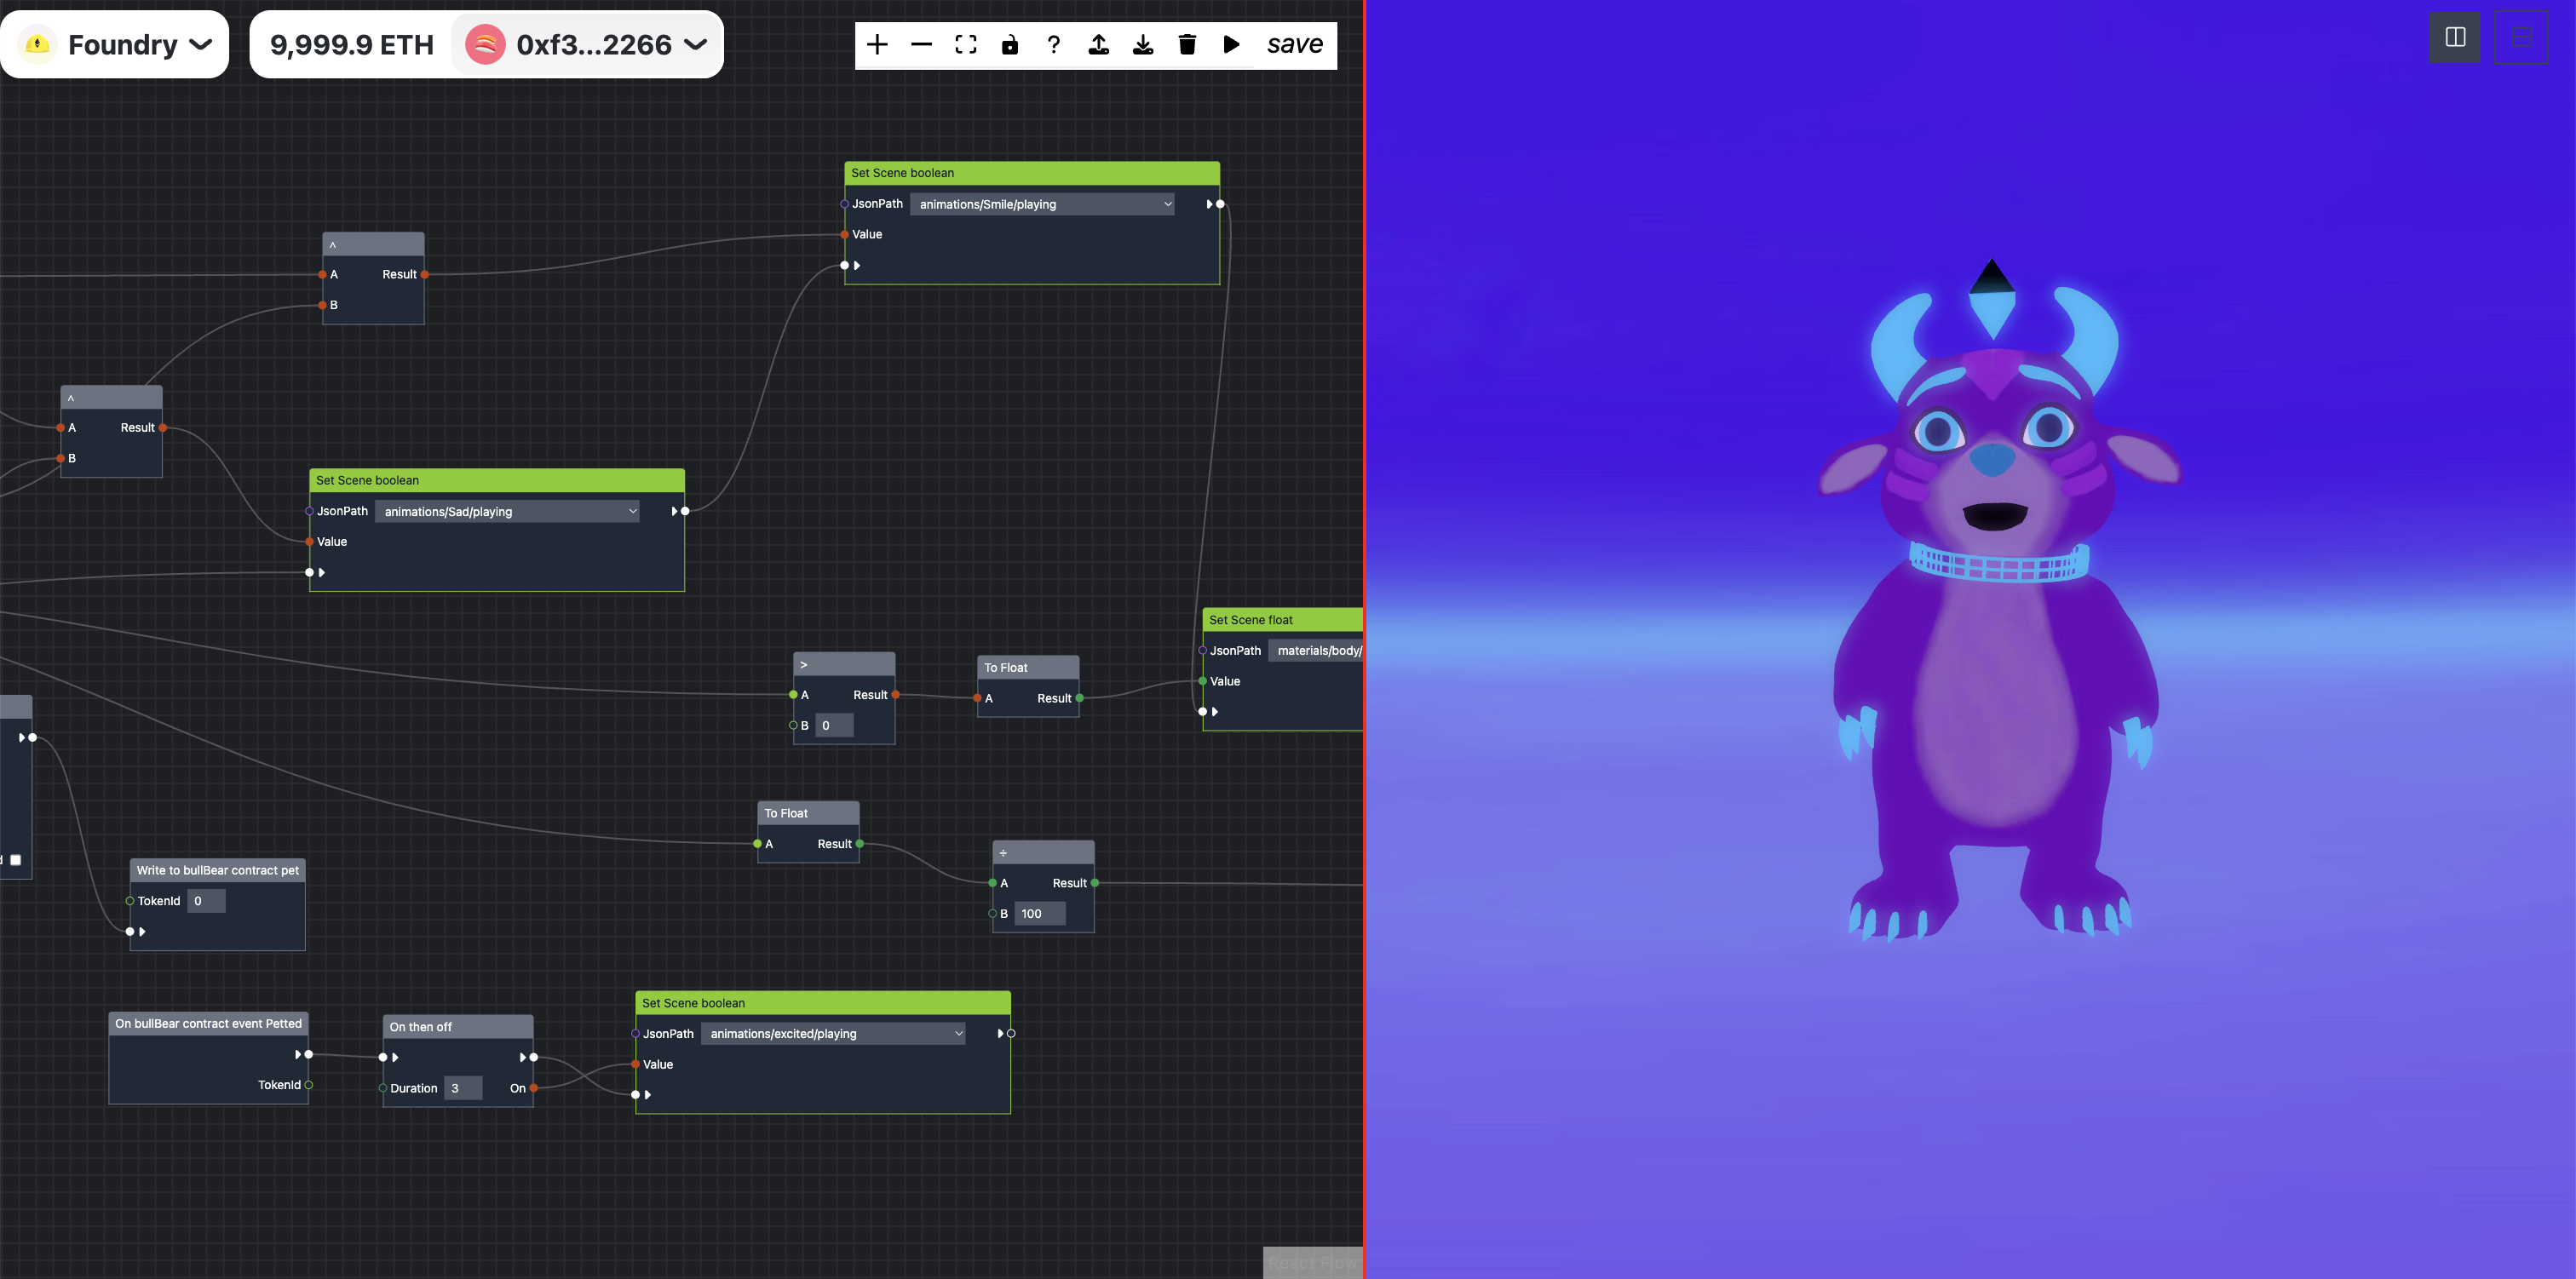 Foundry
9,999.9 ETH
0xf3...2266
+ − ? save
Set Scene boolean
JsonPath animations/Smile/playing
Value
^
A Result
B
^
A Result
B
Set Scene boolean
JsonPath animations/Sad/playing
Value
Set Scene float
JsonPath materials/body/
Value
>
A Result
B 0
To Float
A Result
To Float
A Result
÷
A Result
B 100
d
Write to bullBear contract pet
TokenId 0
Set Scene boolean
JsonPath animations/excited/playing
Value
On bullBear contract event Petted
TokenId
On then off
Duration 3 On
React Flow